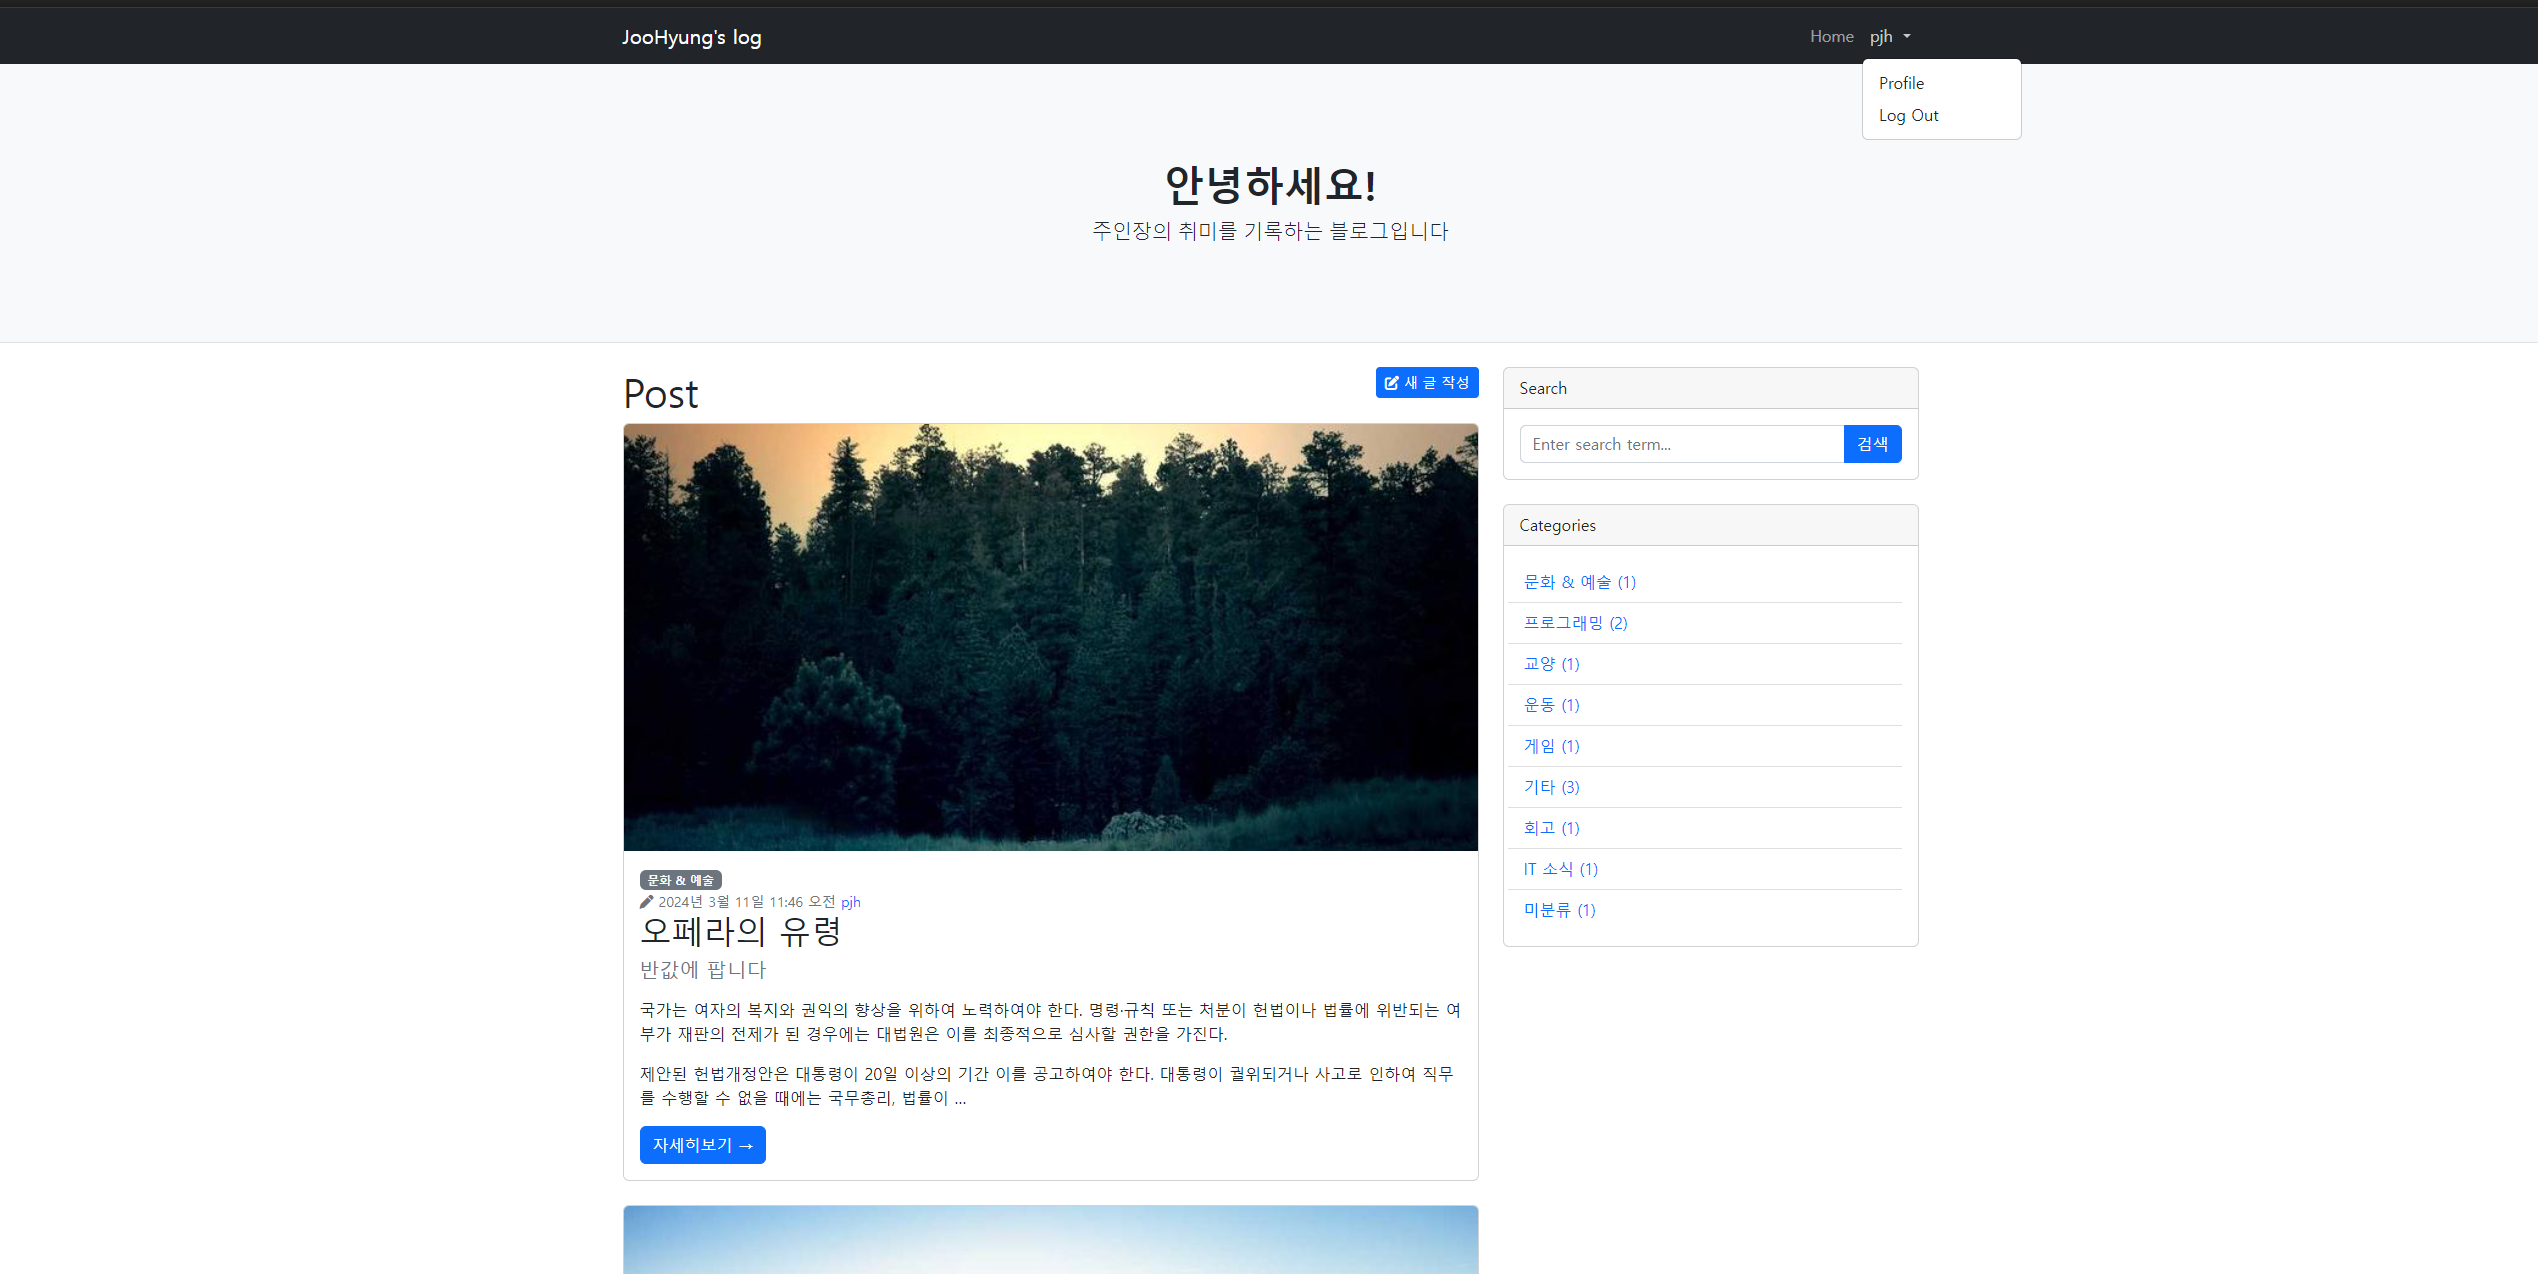 JooHyung's log
Home pjh
Profile
Log Out
안녕하세요!
주인장의 취미를 기록하는 블로그입니다
Post
새 글 작성
문화 & 예술
2024년 3월 11일 11:46 오전 pjh
오페라의 유령
반값에 팝니다
국가는 여자의 복지와 권익의 향상을 위하여 노력하여야 한다. 명령·규칙 또는 처분이 헌법이나 법률에 위반되는 여
부가 재판의 전제가 된 경우에는 대법원은 이를 최종적으로 심사할 권한을 가진다.
제안된 헌법개정안은 대통령이 20일 이상의 기간 이를 공고하여야 한다. 대통령이 궐위되거나 사고로 인하여 직무
를 수행할 수 없을 때에는 국무총리, 법률이 ...
자세히보기 →
Search
Enter search term...
검색
Categories
문화 & 예술 (1)
프로그래밍 (2)
교양 (1)
운동 (1)
게임 (1)
기타 (3)
회고 (1)
IT 소식 (1)
미분류 (1)